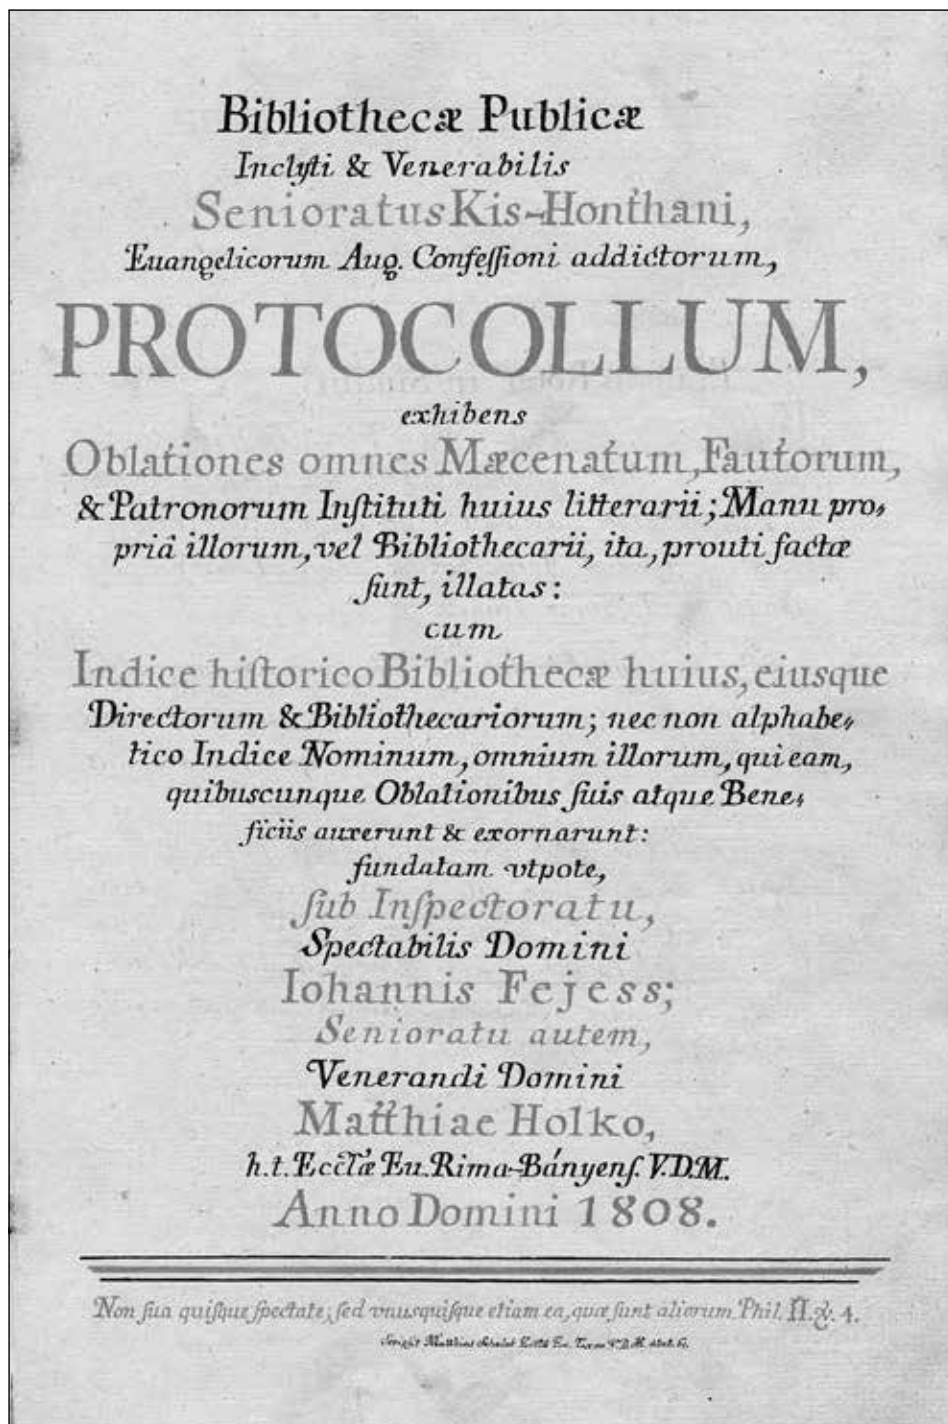 Bibliothecæ Publicæ
Inclyti & Venerabilis
Senioratus Kis-Honthani,
Euangelicorum Aug. Confeſſioni addictorum,
PROTOCOLLUM,
exhibens
Oblationes omnes Mæcenatum, Fautorum,
& Patronorum Inſtituti huius litterarii; Manu pro,
priâ illorum, vel Bibliothecarii, ita, prouti factæ
ſunt, illatas:
cum
Indice hiſtorico Bibliothecæ huius, eiusque
Directorum & Bibliothecariorum; nec non alphabe,
tico Indice Nominum, omnium illorum, qui eam,
quibuscunque Oblationibus ſuis atque Bene,
ficiis auxerunt & exornarunt:
fundatam vtpote,
ſub Inſpectoratu,
Spectabilis Domini
Iohannis Fejess;
Senioratu autem,
Venerandi Domini
Matthiae Holko,
h.t. Eccłæ Eu. Rima-Bányenſ. V.D.M.
Anno Domini 1808.
Non ſua quiſque ſpectate; ſed vnusquiſque etiam ea, quæ ſunt aliorum Phil. II. 4.
Matthias V.D.M.